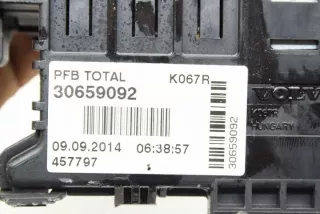 PFB TOTAL K067R
30659092
09.09.2014 06:38:57
457797
30659092
VOLVO
HUNGARY